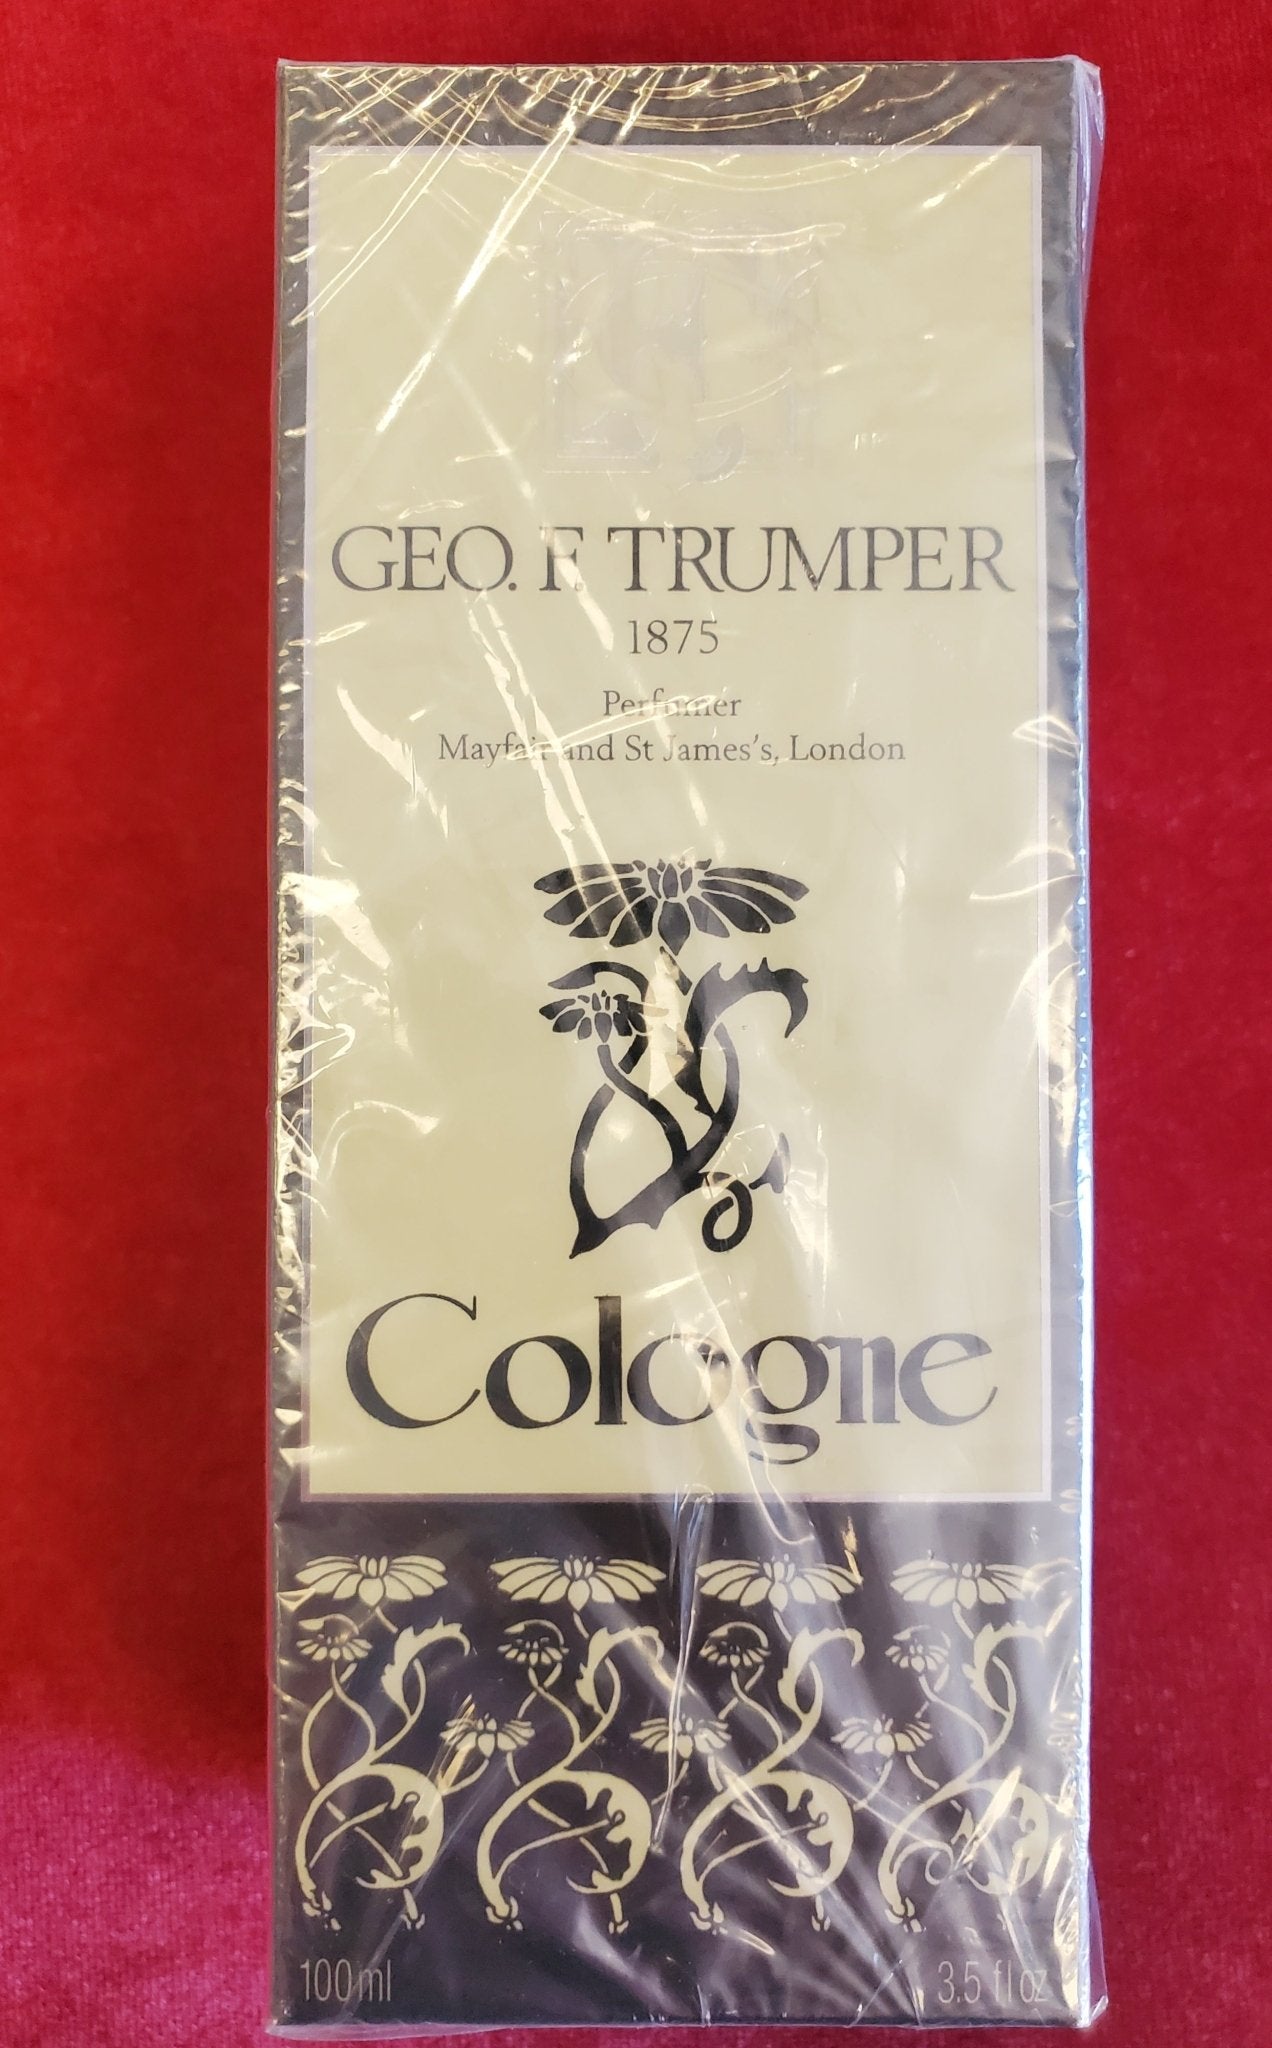 GEO. F. TRUMPER
1875
Perfumer
Mayfair and St James's, London
Cologne
100ml
3.5 fl oz